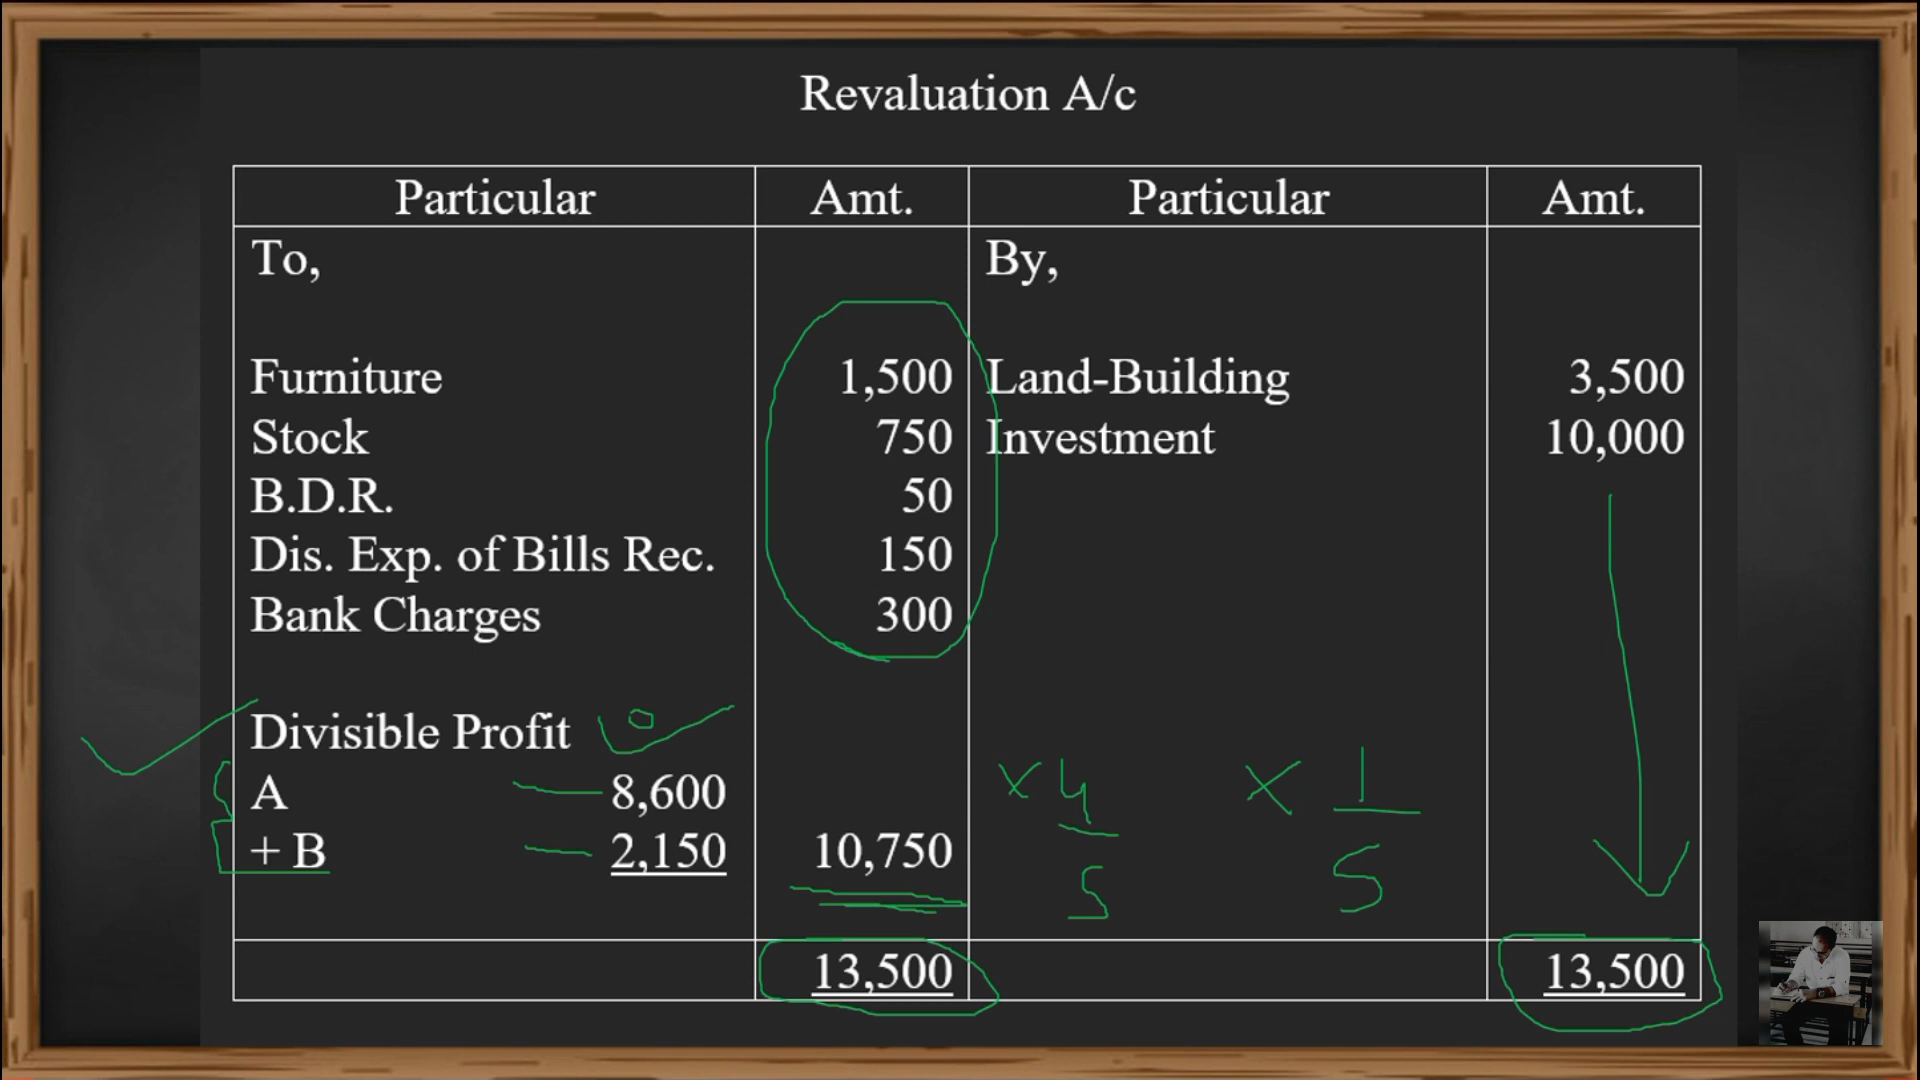 Revaluation A/c
Particular Amt. Particular Amt.
To, By,
Furniture 1,500 Land-Building 3,500
Stock 750 Investment 10,000
B.D.R. 50
Dis. Exp. of Bills Rec. 150
Bank Charges 300
Divisible Profit
A 8,600 × 4/5 × 1/5
+ B 2,150 10,750
13,500 13,500